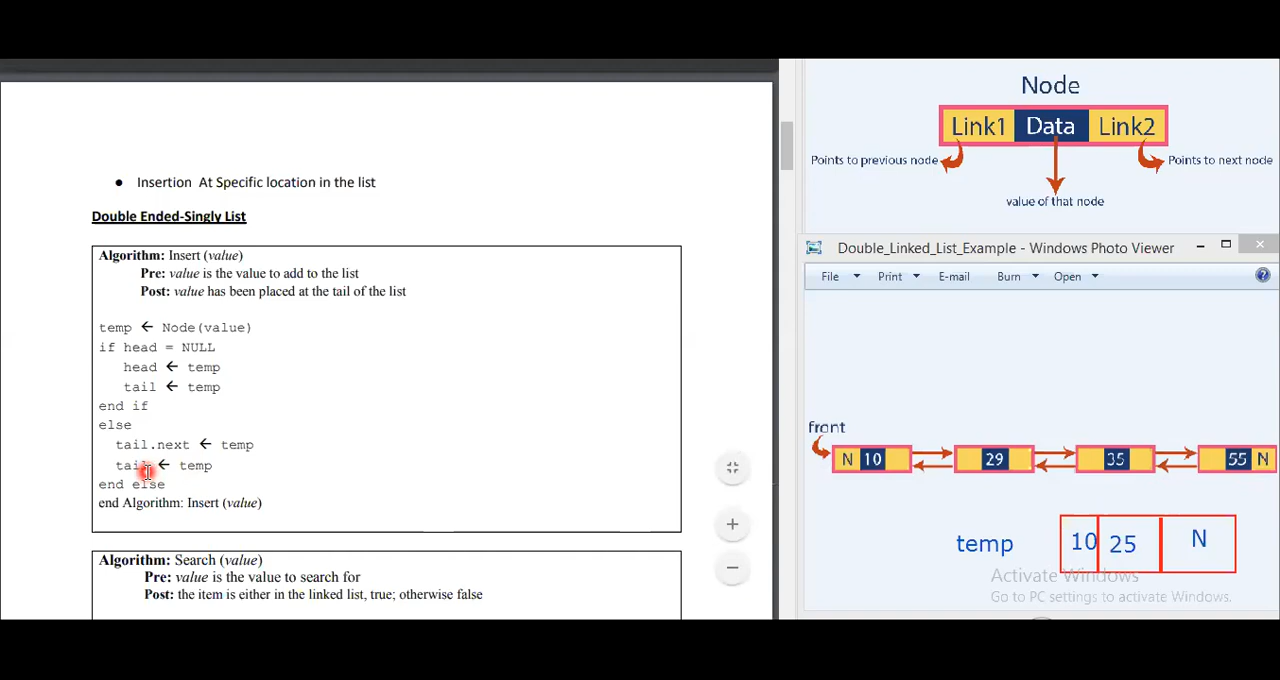 ● Insertion At Specific location in the list
Double Ended-Singly List
Algorithm: Insert (value)
Pre: value is the value to add to the list
Post: value has been placed at the tail of the list
temp ← Node(value)
if head = NULL
head ← temp
tail ← temp
end if
else
tail.next ← temp
tail ← temp
end else
end Algorithm: Insert (value)
Algorithm: Search (value)
Pre: value is the value to search for
Post: the item is either in the linked list, true; otherwise false
Node
Link1 Data Link2
Points to previous node
Points to next node
value of that node
Double_Linked_List_Example - Windows Photo Viewer
File Print E-mail Burn Open
front
N 10 29 35 55 N
temp 10 25 N
Activate Windows
Go to PC settings to activate Windows.